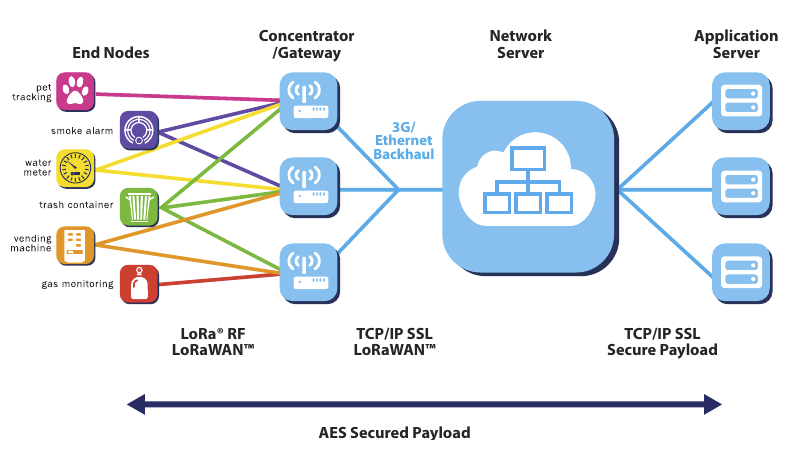 End Nodes
Concentrator
/Gateway
Network
Server
Application
Server
pet
tracking
smoke alarm
water
meter
trash container
vending
machine
gas monitoring
3G/
Ethernet
Backhaul
LoRa® RF
LoRaWAN™
TCP/IP SSL
LoRaWAN™
TCP/IP SSL
Secure Payload
AES Secured Payload